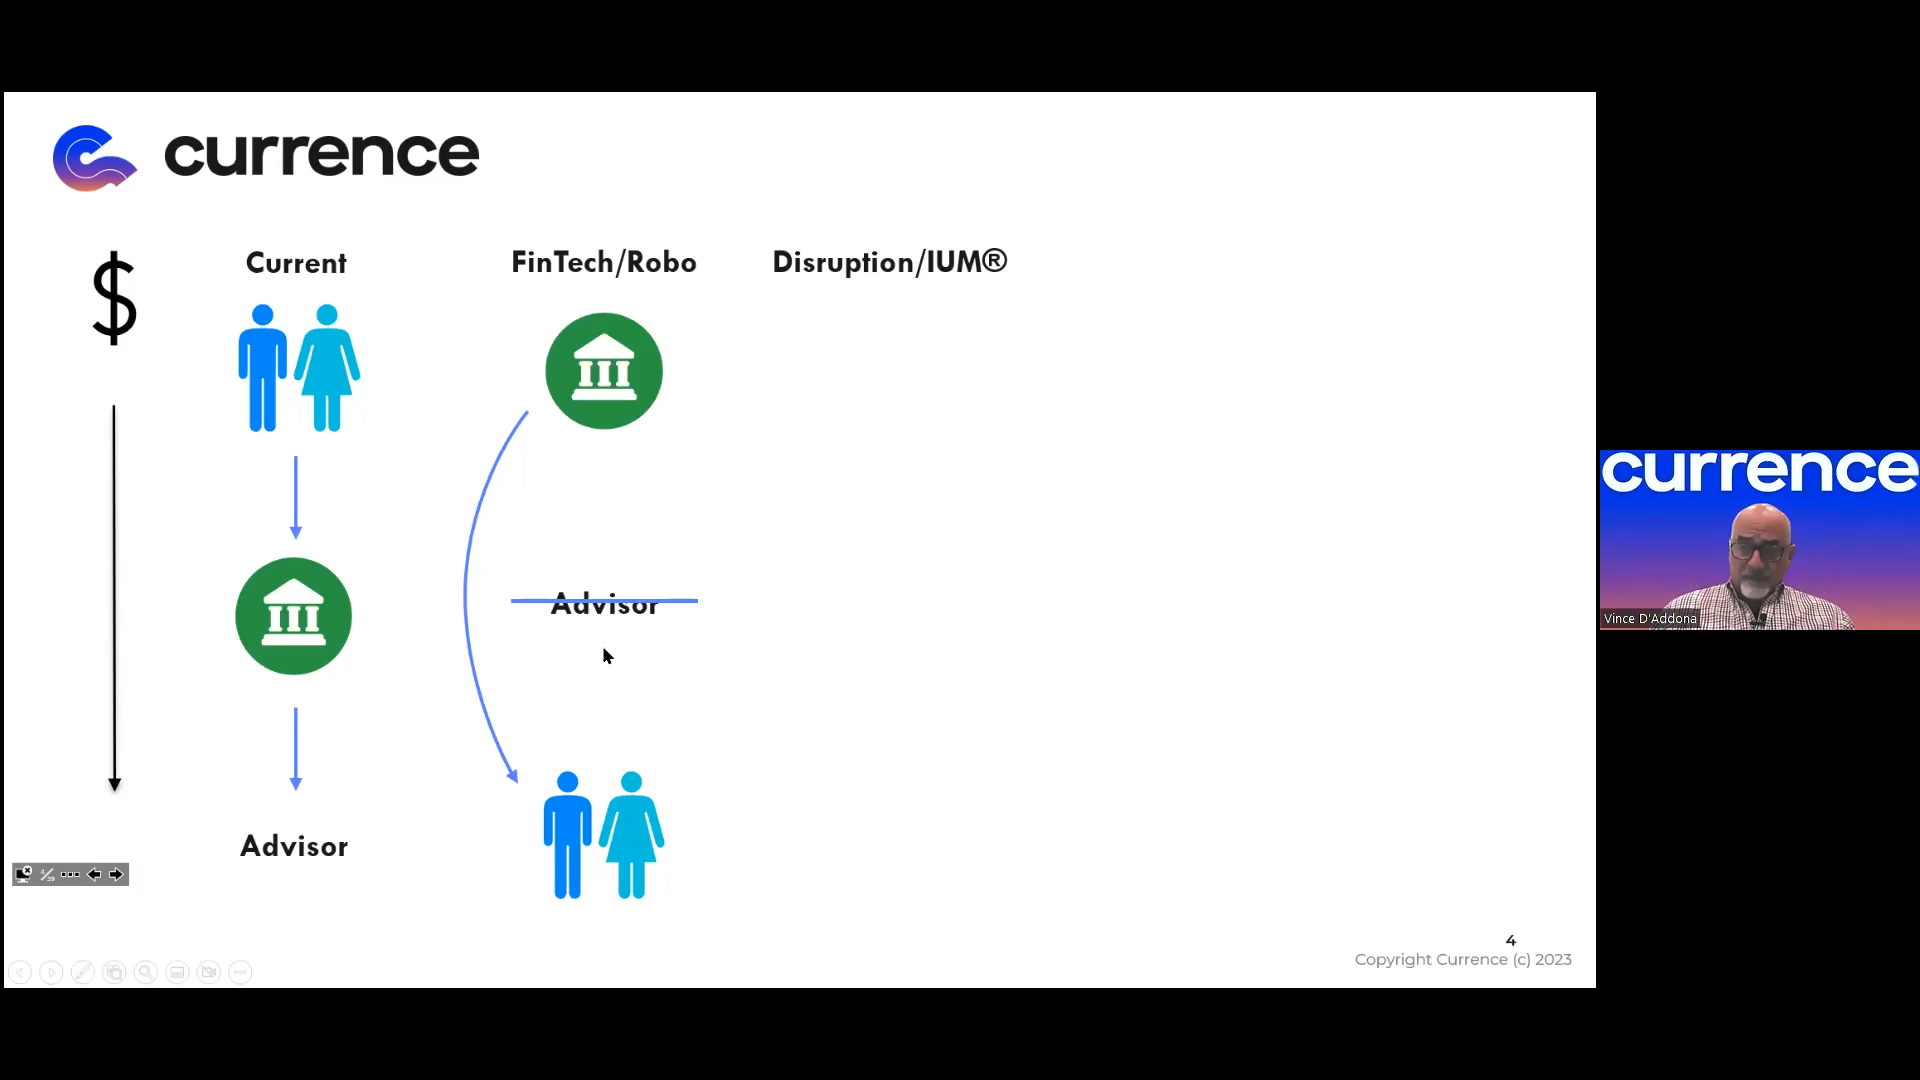 currence
$
Current
FinTech/Robo
Disruption/IUM®
Advisor
Advisor
4
Copyright Currence (c) 2023
currence
Vince D'Addona